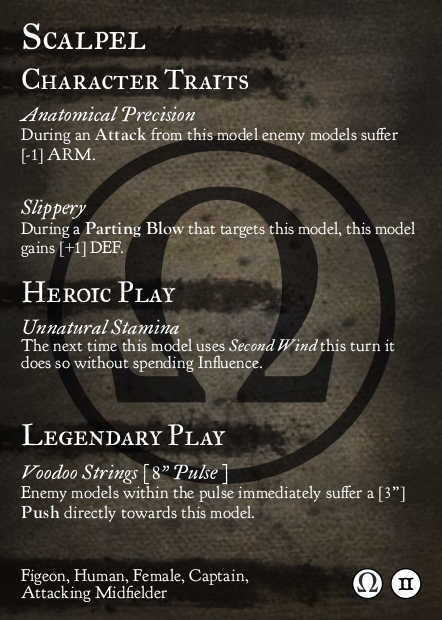 Scalpel
Character Traits
Anatomical Precision
During an Attack from this model enemy models suffer
[-1] ARM.
Slippery
During a Parting Blow that targets this model, this model
gains [+1] DEF.
Heroic Play
Unnatural Stamina
The next time this model uses Second Wind this turn it
does so without spending Influence.
Legendary Play
Voodoo Strings [ 8” Pulse ]
Enemy models within the pulse immediately suffer a [3”]
Push directly towards this model.
Figeon, Human, Female, Captain,
Attacking Midfielder
Ω II